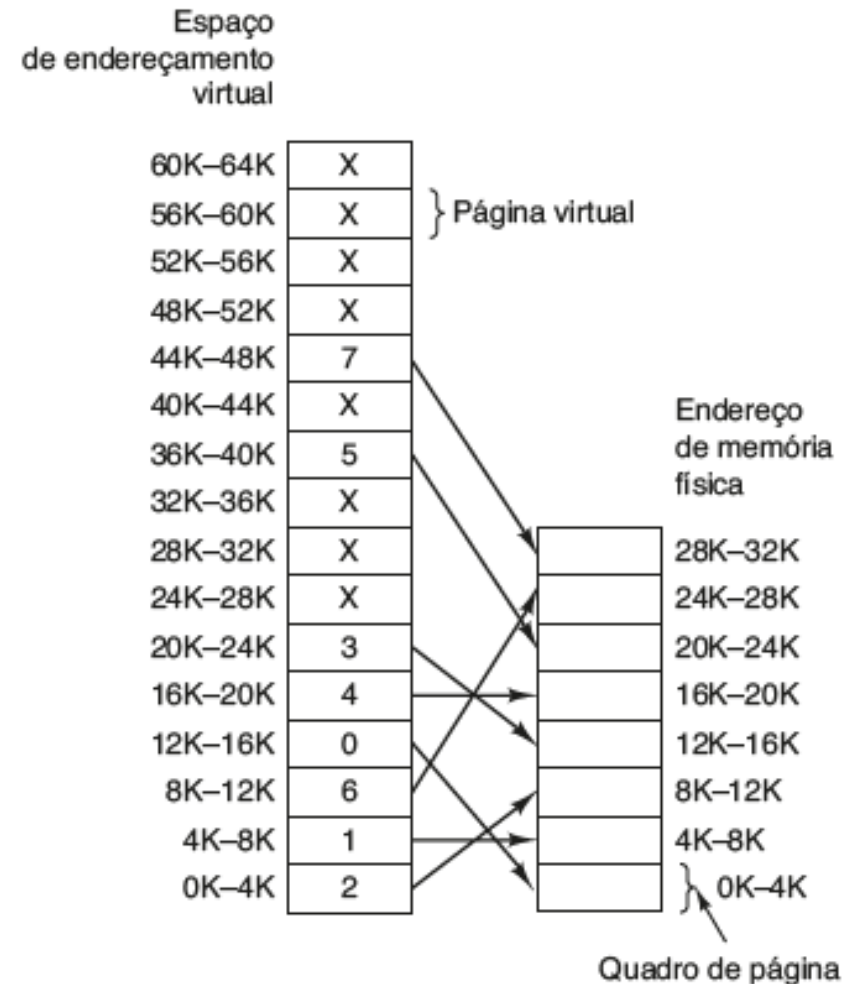 Espaço
de endereçamento
virtual
60K–64K X
56K–60K X Página virtual
52K–56K X
48K–52K X
44K–48K 7
40K–44K X
36K–40K 5
32K–36K X
28K–32K X
24K–28K X
20K–24K 3
16K–20K 4
12K–16K 0
8K–12K 6
4K–8K 1
0K–4K 2
Endereço
de memória
física
28K–32K
24K–28K
20K–24K
16K–20K
12K–16K
8K–12K
4K–8K
0K–4K
Quadro de página